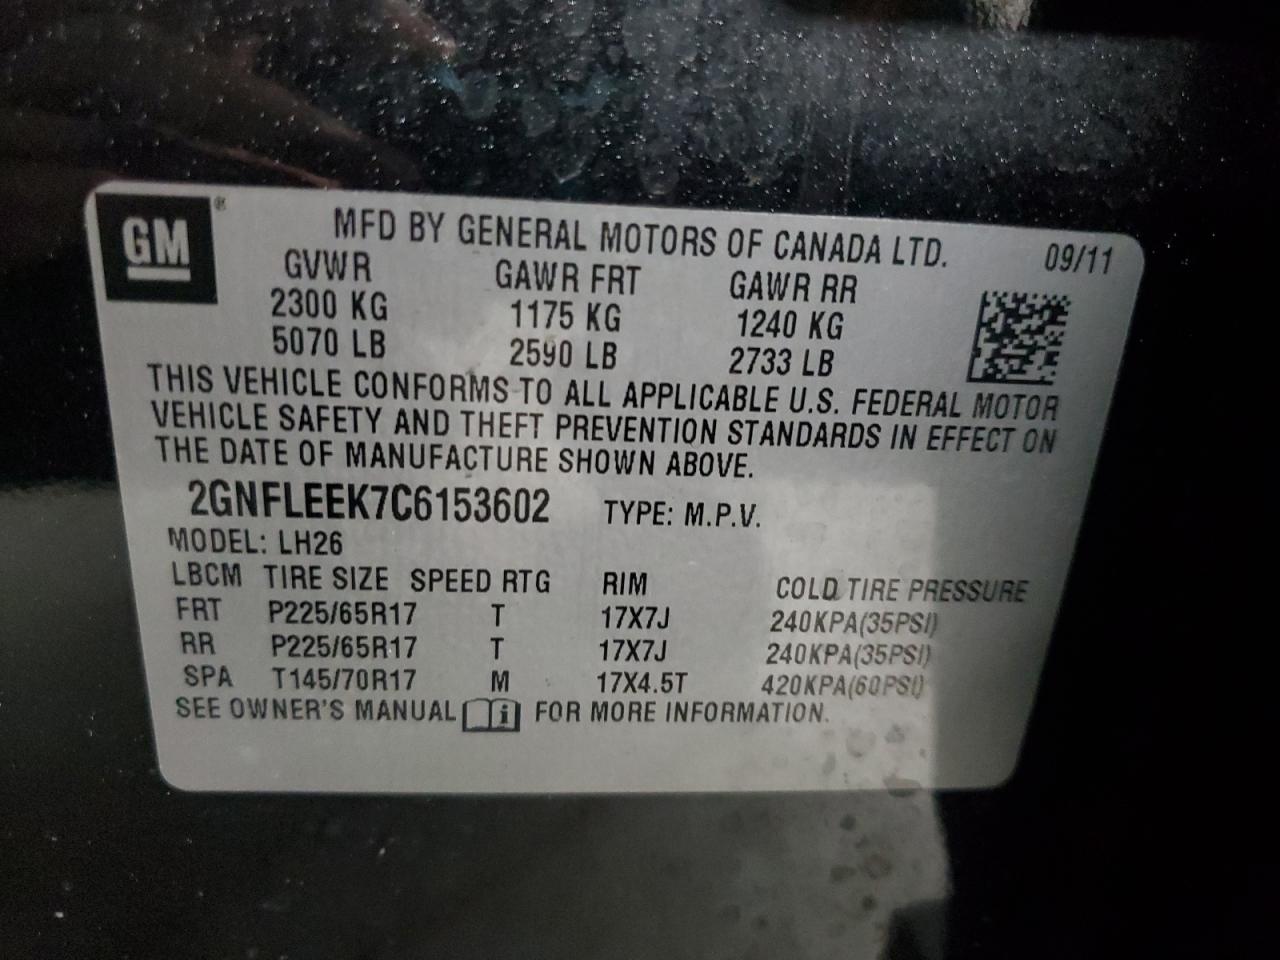 GM ®
MFD BY GENERAL MOTORS OF CANADA LTD. 09/11
GVWR GAWR FRT GAWR RR
2300 KG 1175 KG 1240 KG
5070 LB 2590 LB 2733 LB
THIS VEHICLE CONFORMS TO ALL APPLICABLE U.S. FEDERAL MOTOR
VEHICLE SAFETY AND THEFT PREVENTION STANDARDS IN EFFECT ON
THE DATE OF MANUFACTURE SHOWN ABOVE.
2GNFLEEK7C6153602 TYPE: M.P.V.
MODEL: LH26
LBCM TIRE SIZE SPEED RTG RIM COLD TIRE PRESSURE
FRT P225/65R17 T 17X7J 240KPA(35PSI)
RR P225/65R17 T 17X7J 240KPA(35PSI)
SPA T145/70R17 M 17X4.5T 420KPA(60PSI)
SEE OWNER'S MANUAL i FOR MORE INFORMATION.